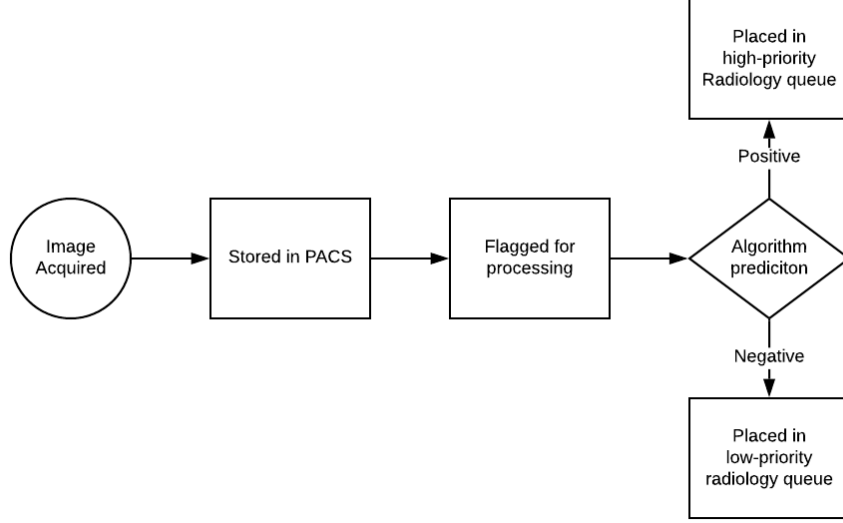 Image
Acquired
Stored in PACS
Flagged for
processing
Algorithm
prediciton
Positive
Placed in
high-priority
Radiology queue
Negative
Placed in
low-priority
radiology queue